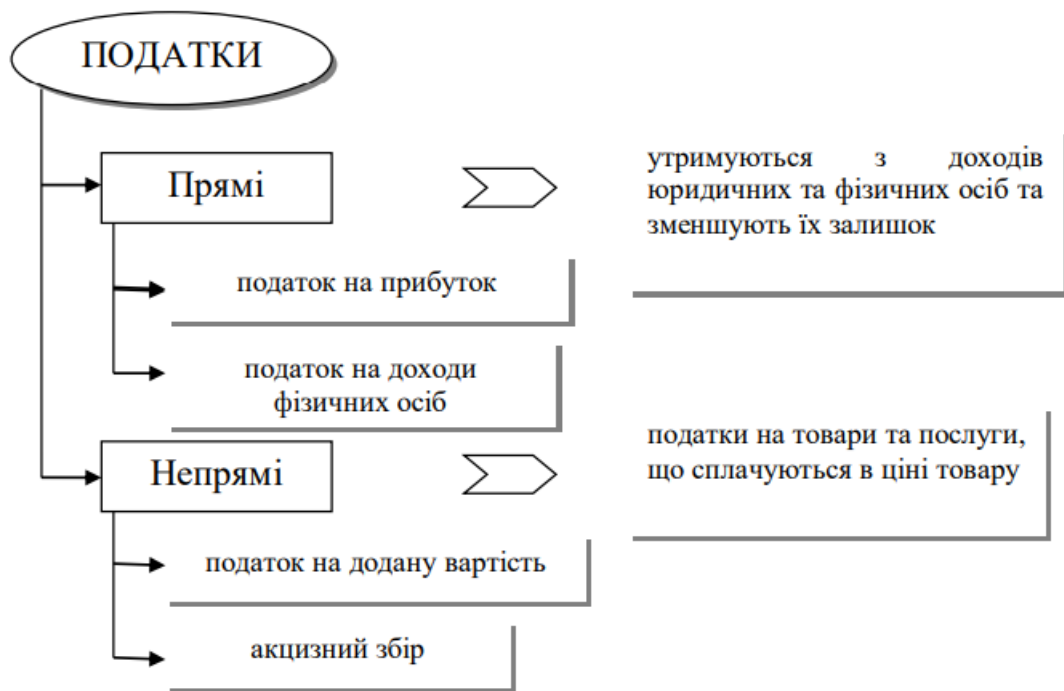 ПОДАТКИ
Прямі
утримуються з доходів
юридичних та фізичних осіб та
зменшують їх залишок
податок на прибуток
податок на доходи
фізичних осіб
Непрямі
податки на товари та послуги,
що сплачуються в ціні товару
податок на додану вартість
акцизний збір